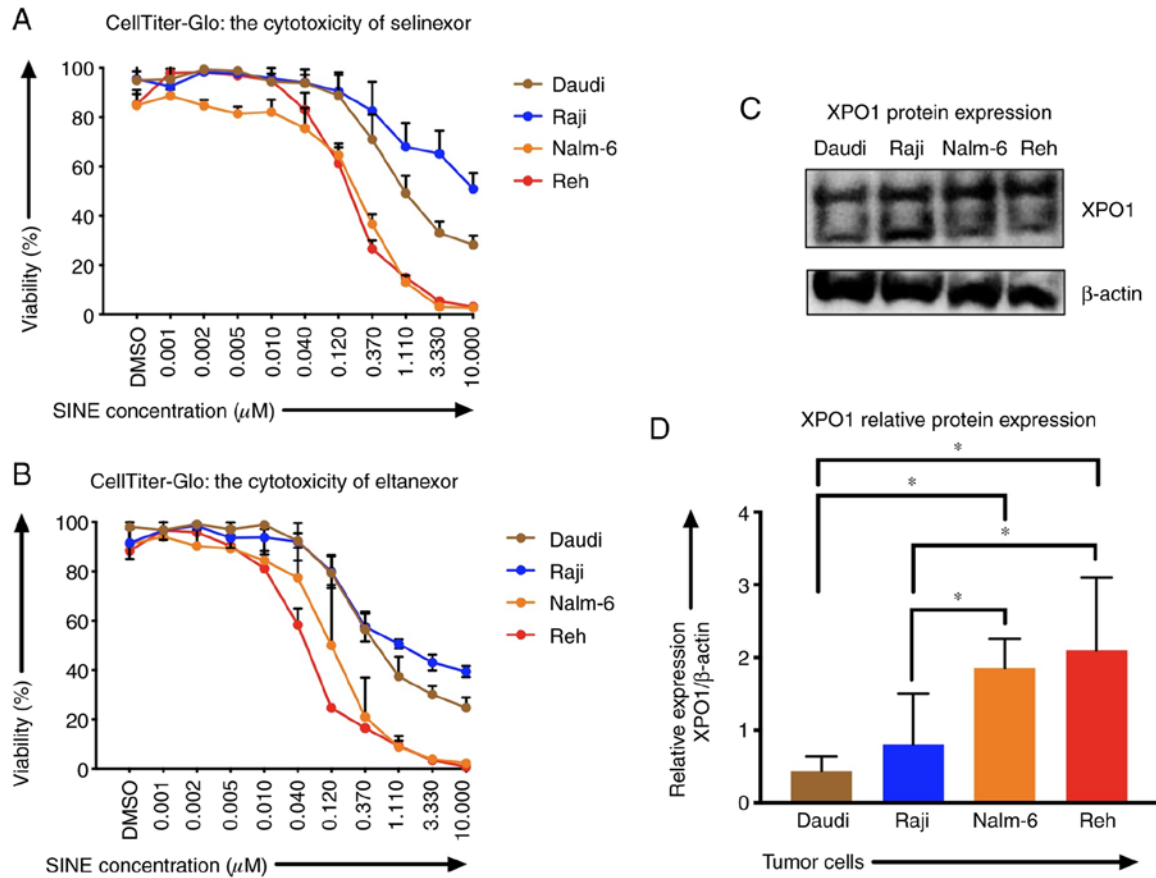 A
CellTiter-Glo: the cytotoxicity of selinexor
Viability (%)
100
80
60
40
20
0
DMSO
0.001
0.002
0.005
0.010
0.040
0.120
0.370
1.110
3.330
10.000
SINE concentration (μM)
Daudi
Raji
Nalm-6
Reh
B
CellTiter-Glo: the cytotoxicity of eltanexor
Viability (%)
100
80
60
40
20
0
DMSO
0.001
0.002
0.005
0.010
0.040
0.120
0.370
1.110
3.330
10.000
SINE concentration (μM)
Daudi
Raji
Nalm-6
Reh
C
XPO1 protein expression
Daudi Raji Nalm-6 Reh
XPO1
β-actin
D
XPO1 relative protein expression
*
*
*
*
Relative expression
XPO1/β-actin
4
3
2
1
0
Daudi Raji Nalm-6 Reh
Tumor cells